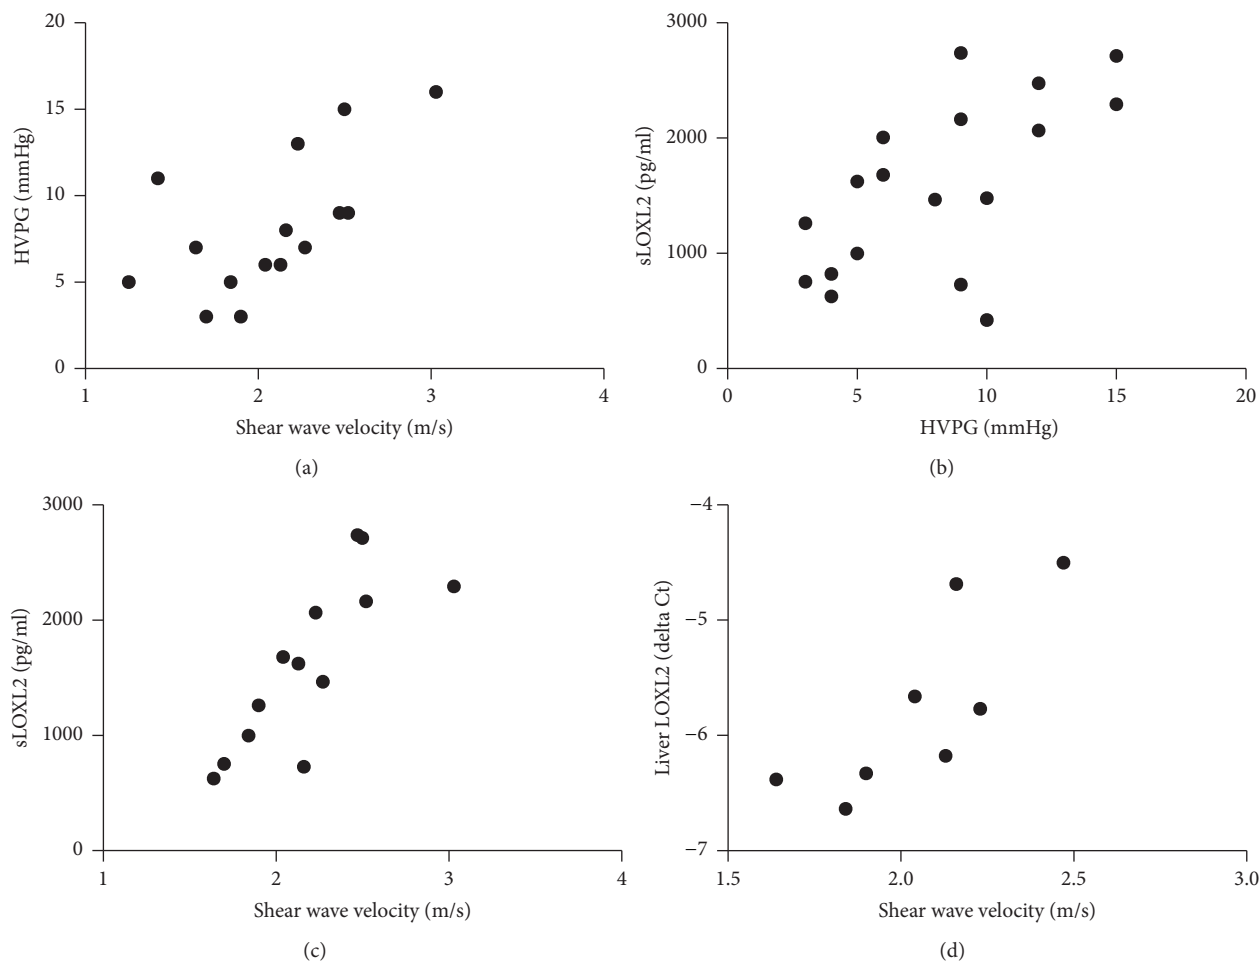 20
15
10
5
0
HVPG (mmHg)
1 2 3 4
Shear wave velocity (m/s)
(a)
3000
2000
1000
0
sLOXL2 (pg/ml)
0 5 10 15 20
HVPG (mmHg)
(b)
3000
2000
1000
0
sLOXL2 (pg/ml)
1 2 3 4
Shear wave velocity (m/s)
(c)
−4
−5
−6
−7
Liver LOXL2 (delta Ct)
1.5 2.0 2.5 3.0
Shear wave velocity (m/s)
(d)